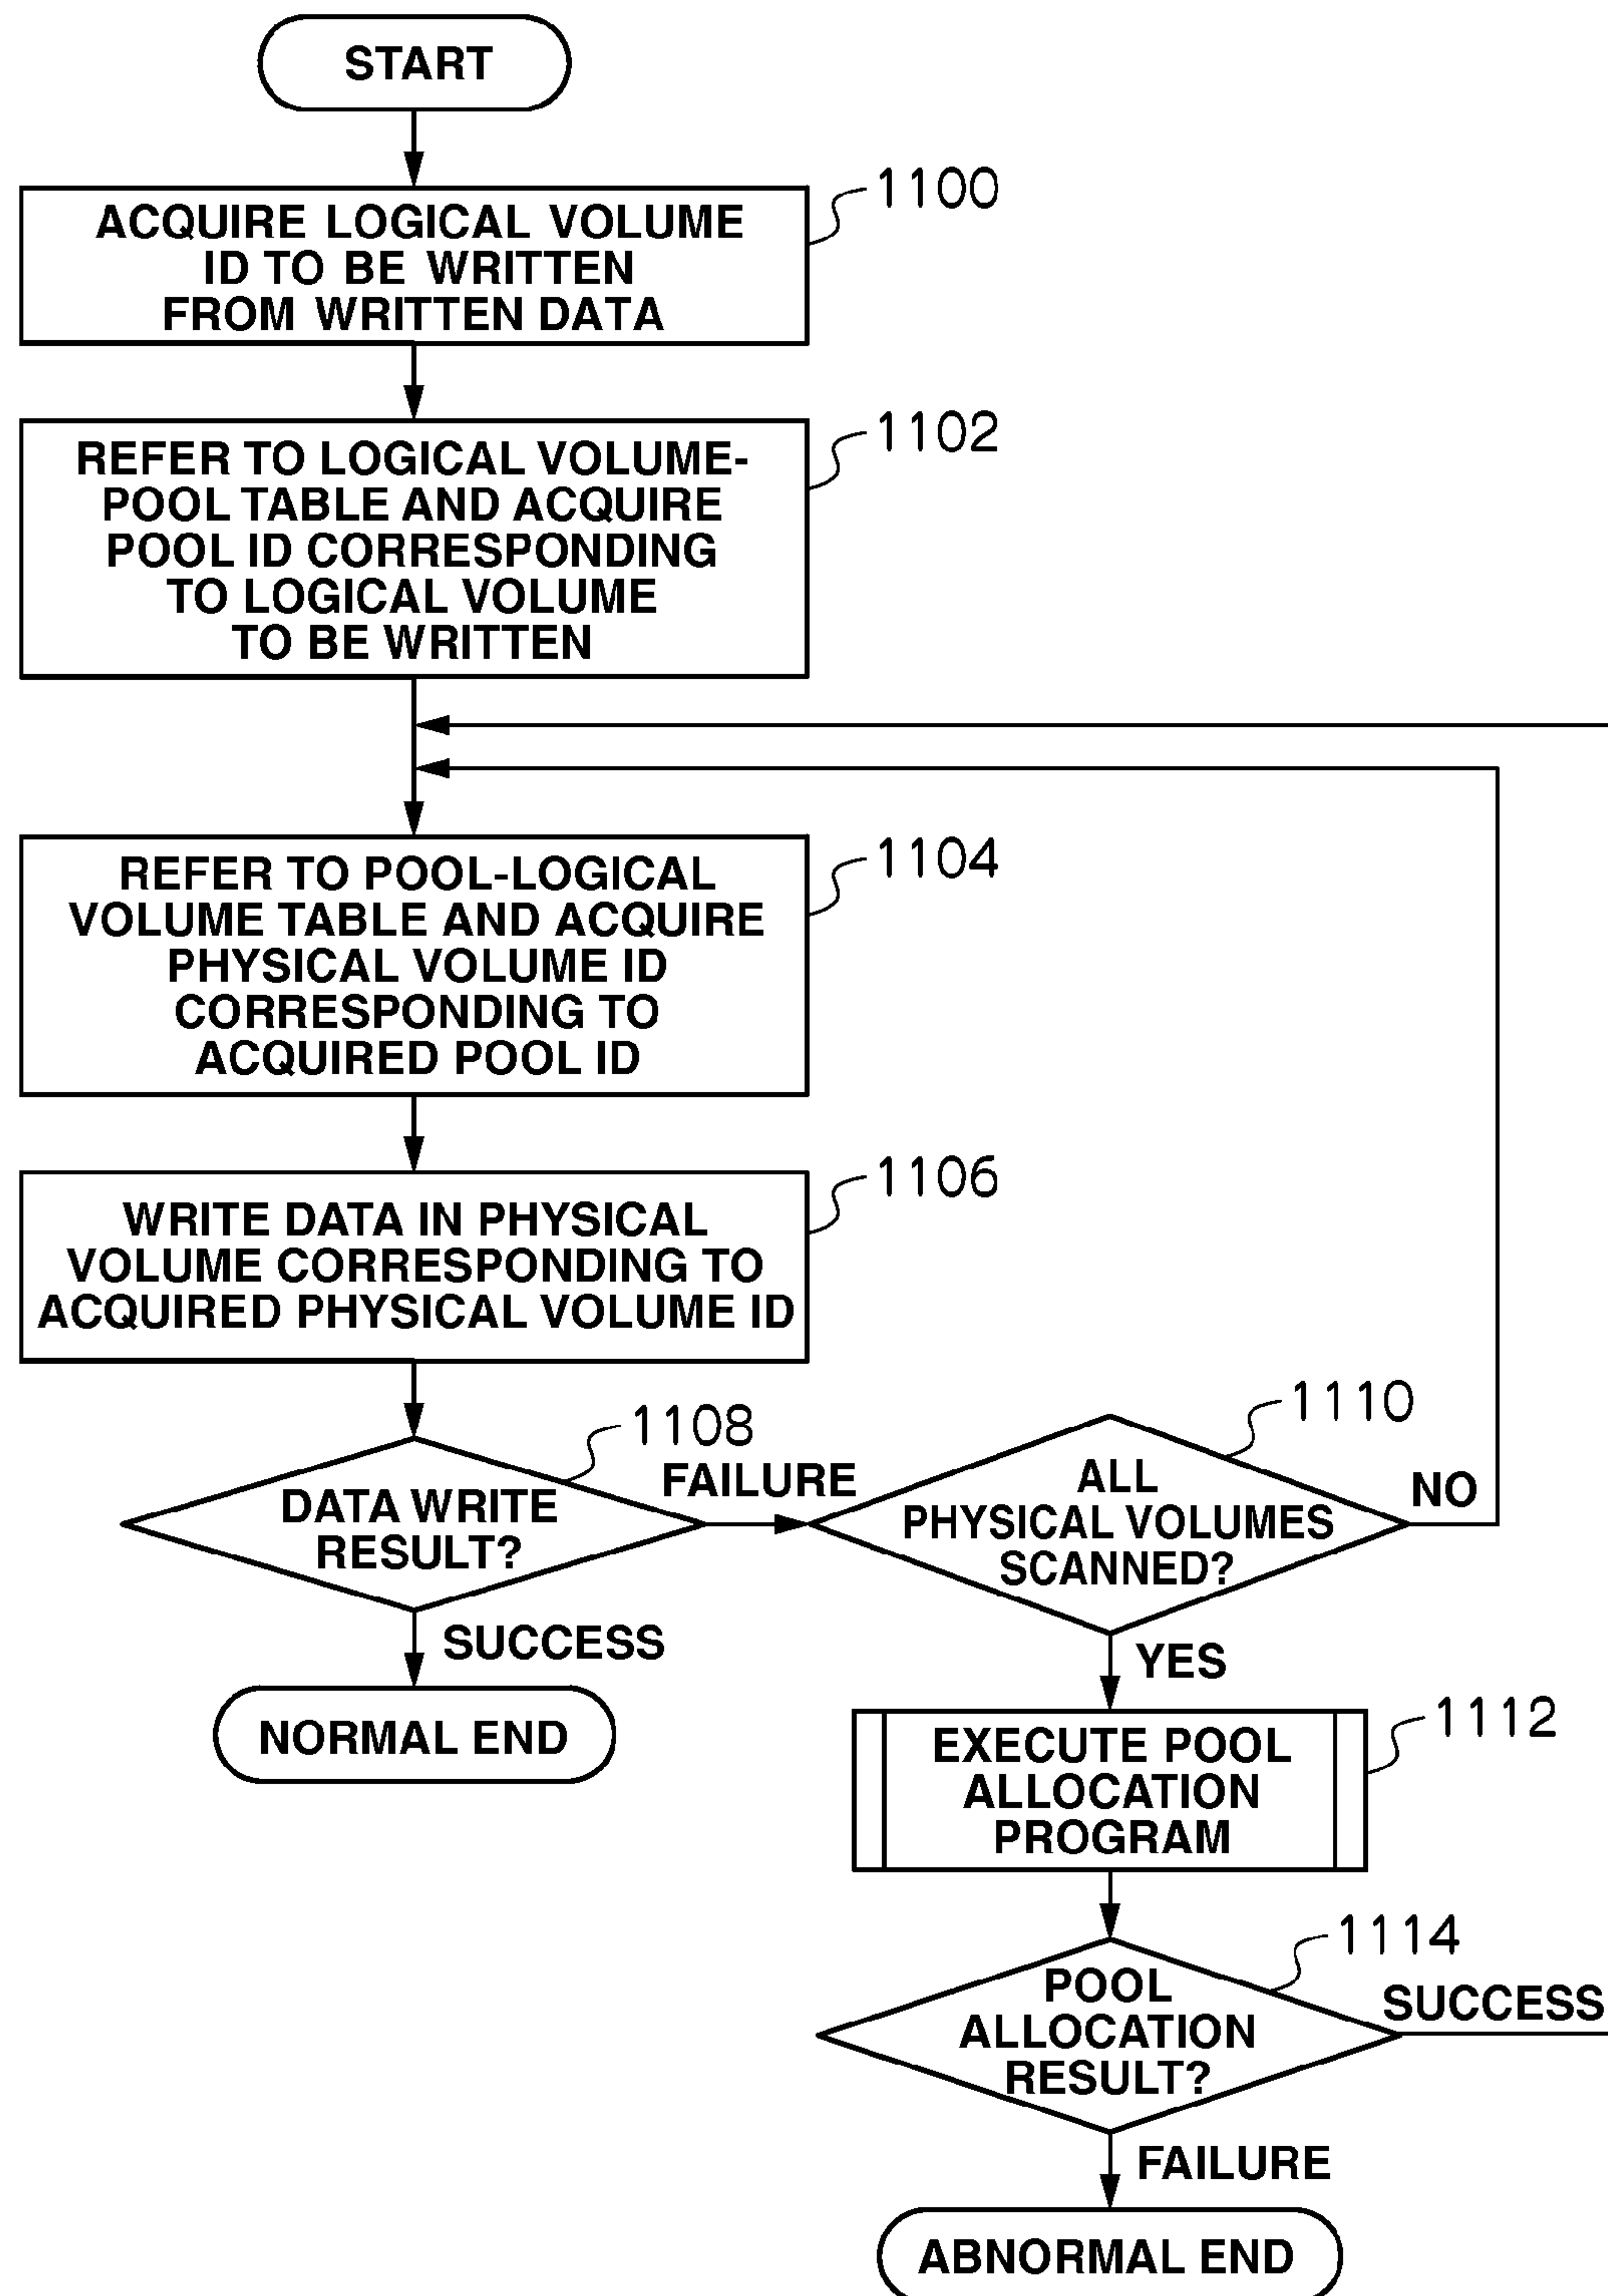 START
1100
ACQUIRE LOGICAL VOLUME
ID TO BE WRITTEN
FROM WRITTEN DATA
1102
REFER TO LOGICAL VOLUME-
POOL TABLE AND ACQUIRE
POOL ID CORRESPONDING
TO LOGICAL VOLUME
TO BE WRITTEN
1104
REFER TO POOL-LOGICAL
VOLUME TABLE AND ACQUIRE
PHYSICAL VOLUME ID
CORRESPONDING TO
ACQUIRED POOL ID
1106
WRITE DATA IN PHYSICAL
VOLUME CORRESPONDING TO
ACQUIRED PHYSICAL VOLUME ID
1108
DATA WRITE
RESULT?
FAILURE
SUCCESS
NORMAL END
1110
ALL
PHYSICAL VOLUMES
SCANNED?
NO
YES
1112
EXECUTE POOL
ALLOCATION
PROGRAM
1114
POOL
ALLOCATION
RESULT?
SUCCESS
FAILURE
ABNORMAL END